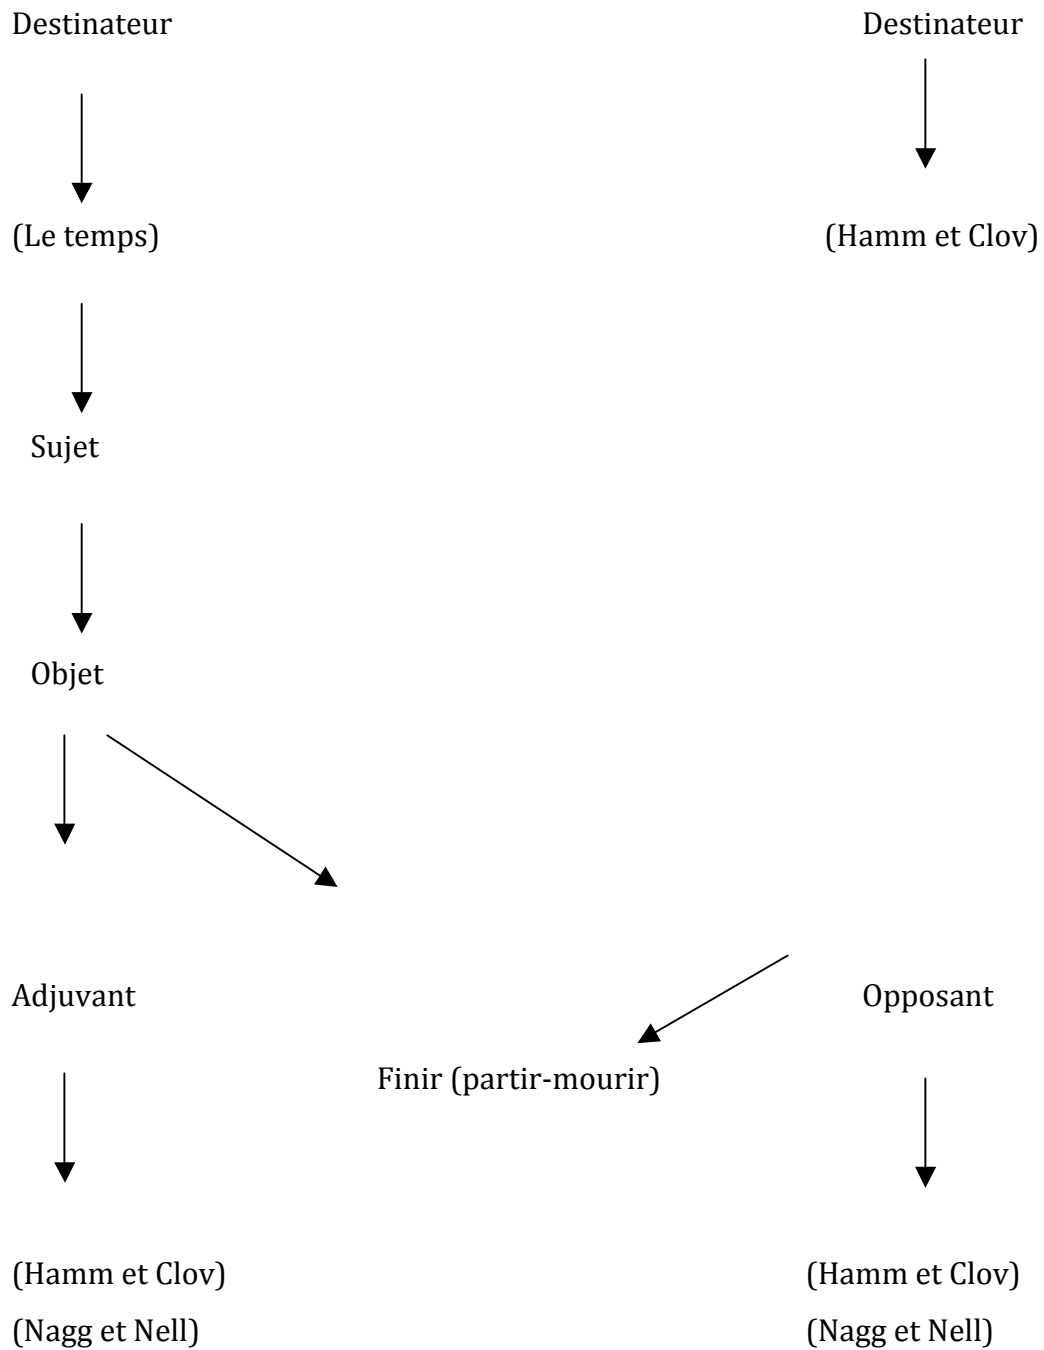 Destinateur
Destinateur
(Le temps)
(Hamm et Clov)
Sujet
Objet
Adjuvant
Opposant
Finir (partir-mourir)
(Hamm et Clov)
(Hamm et Clov)
(Nagg et Nell)
(Nagg et Nell)